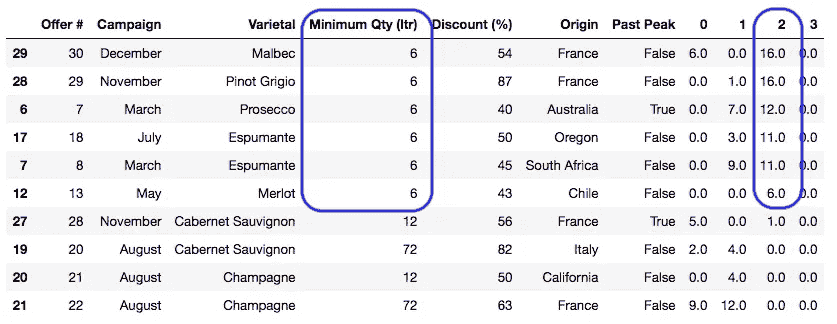 Offer # Campaign Varietal Minimum Qty (ltr) Discount (%) Origin Past Peak 0 1 2 3
29 30 December Malbec 6 54 France False 6.0 0.0 16.0 0.0
28 29 November Pinot Grigio 6 87 France False 0.0 1.0 16.0 0.0
6 7 March Prosecco 6 40 Australia True 0.0 7.0 12.0 0.0
17 18 July Espumante 6 50 Oregon False 0.0 3.0 11.0 0.0
7 8 March Espumante 6 45 South Africa False 0.0 9.0 11.0 0.0
12 13 May Merlot 6 43 Chile False 0.0 0.0 6.0 0.0
27 28 November Cabernet Sauvignon 12 56 France True 5.0 0.0 1.0 0.0
19 20 August Cabernet Sauvignon 72 82 Italy False 2.0 4.0 0.0 0.0
20 21 August Champagne 12 50 California False 0.0 4.0 0.0 0.0
21 22 August Champagne 72 63 France False 9.0 12.0 0.0 0.0